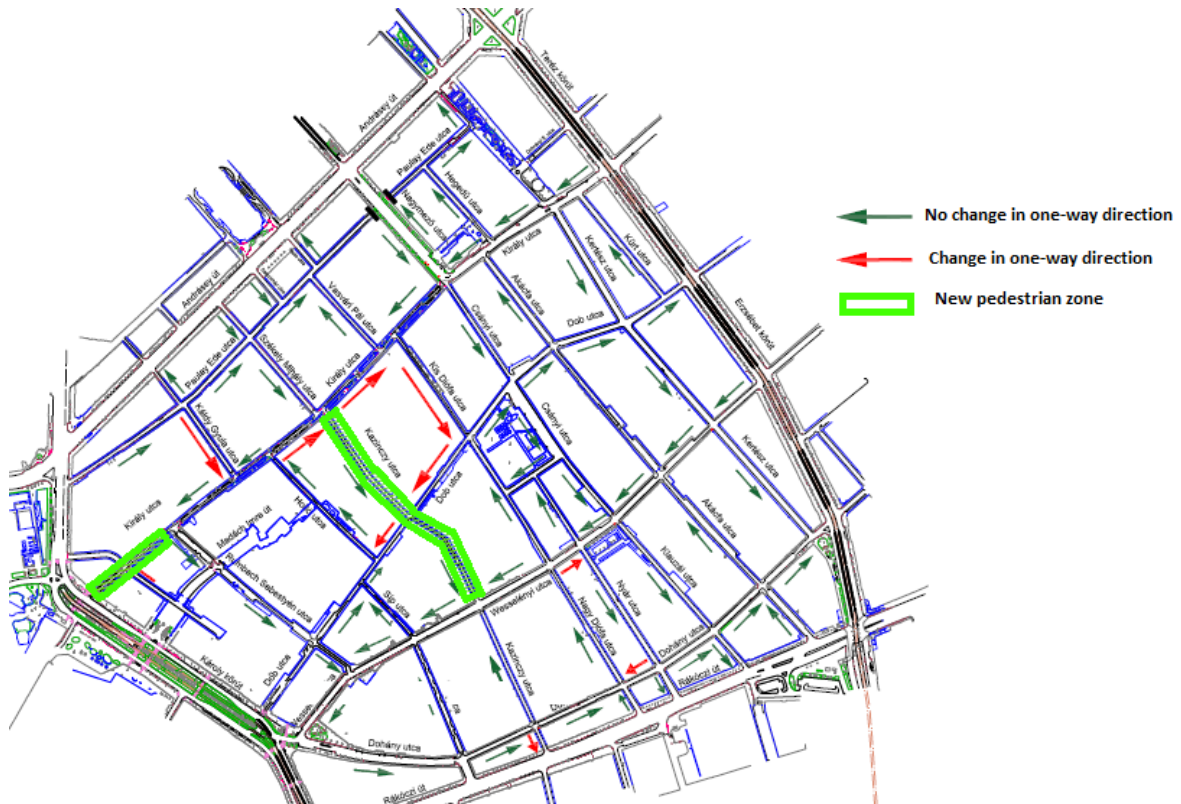 Teréz körút
Andrássy út
Paulay Ede utca
Hegedű utca
Nagymező utca
No change in one-way direction
Király utca
Kertész utca
Kürt utca
Change in one-way direction
Andrássy út
Akácfa utca
New pedestrian zone
Vasvári Pál utca
Csányi utca
Dob utca
Erzsébet körút
Paulay Ede utca
Székely Mihály utca
Király utca
Kis Diófa utca
Káldy Gyula utca
Kazinczy utca
Csányi utca
Kertész utca
Dob utca
Király utca
Madách Imre út
Akácfa utca
Rumbach Sebestyén utca
Klauzál utca
Síp utca
Wesselényi utca
Nyár utca
Nagy Diófa utca
Dohány utca
Károly körút
Dob utca
Kazinczy utca
Rákóczi út
Dohány utca
Rákóczi út